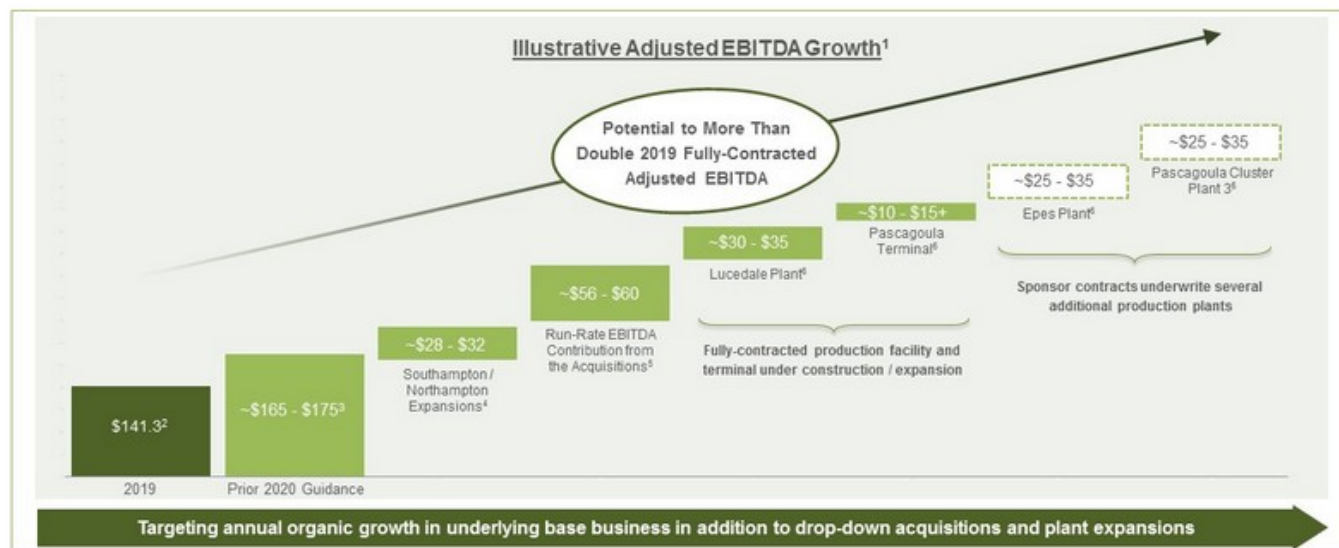 Illustrative Adjusted EBITDA Growth¹
Potential to More Than
Double 2019 Fully-Contracted
Adjusted EBITDA
$141.3²
2019
~$165 - $175³
Prior 2020 Guidance
~$28 - $32
Southampton /
Northampton
Expansions⁴
~$56 - $60
Run-Rate EBITDA
Contribution from
the Acquisitions⁵
~$30 - $35
Lucedale Plant⁶
~$10 - $15+
Pascagoula
Terminal⁶
Fully-contracted production facility and
terminal under construction / expansion
~$25 - $35
Epes Plant⁶
~$25 - $35
Pascagoula Cluster
Plant 3⁶
Sponsor contracts underwrite several
additional production plants
Targeting annual organic growth in underlying base business in addition to drop-down acquisitions and plant expansions